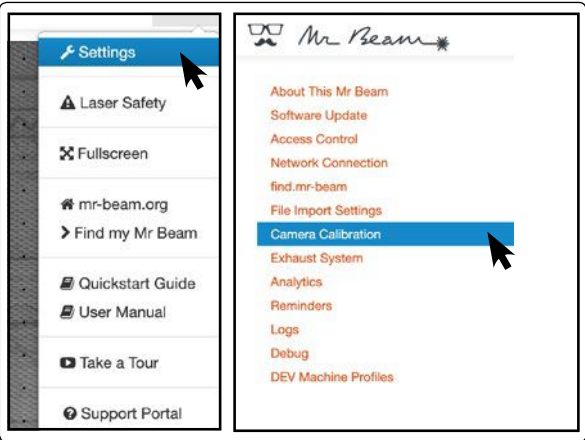 Settings
Laser Safety
Fullscreen
mr-beam.org
Find my Mr Beam
Quickstart Guide
User Manual
Take a Tour
Support Portal
Mr Beam
About This Mr Beam
Software Update
Access Control
Network Connection
find.mr-beam
File Import Settings
Camera Calibration
Exhaust System
Analytics
Reminders
Logs
Debug
DEV Machine Profiles